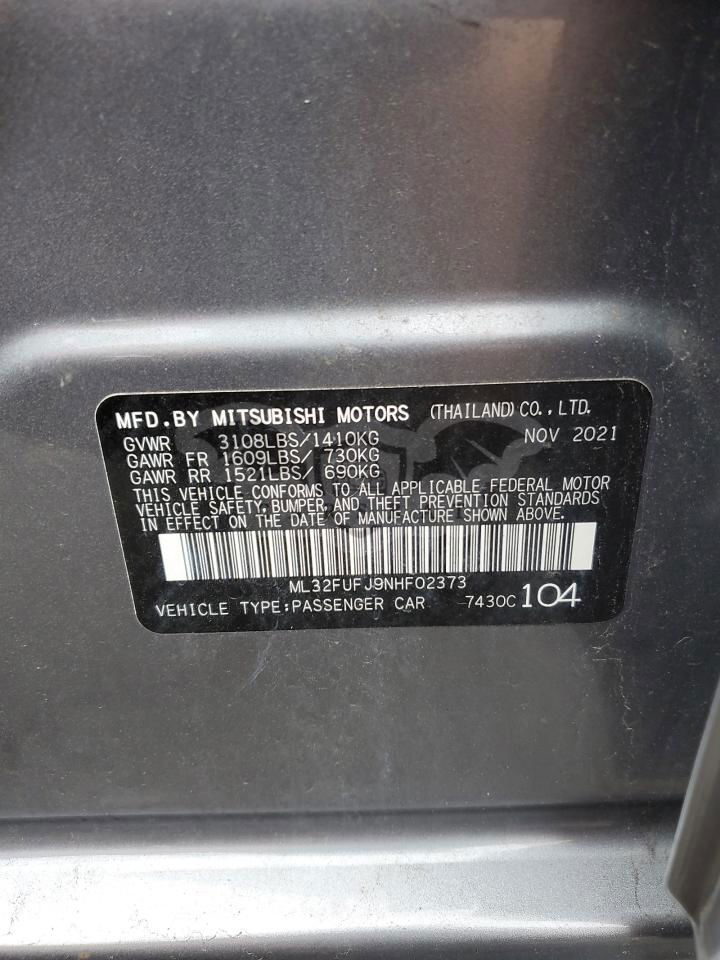 MFD.BY MITSUBISHI MOTORS (THAILAND)CO.,LTD.
GVWR 3108LBS/1410KG NOV 2021
GAWR FR 1609LBS/ 730KG
GAWR RR 1521LBS/ 690KG
THIS VEHICLE CONFORMS TO ALL APPLICABLE FEDERAL MOTOR
VEHICLE SAFETY, BUMPER, AND THEFT PREVENTION STANDARDS
IN EFFECT ON THE DATE OF MANUFACTURE SHOWN ABOVE.
ML32FUFJ9NHF02373
VEHICLE TYPE:PASSENGER CAR 7430C 104